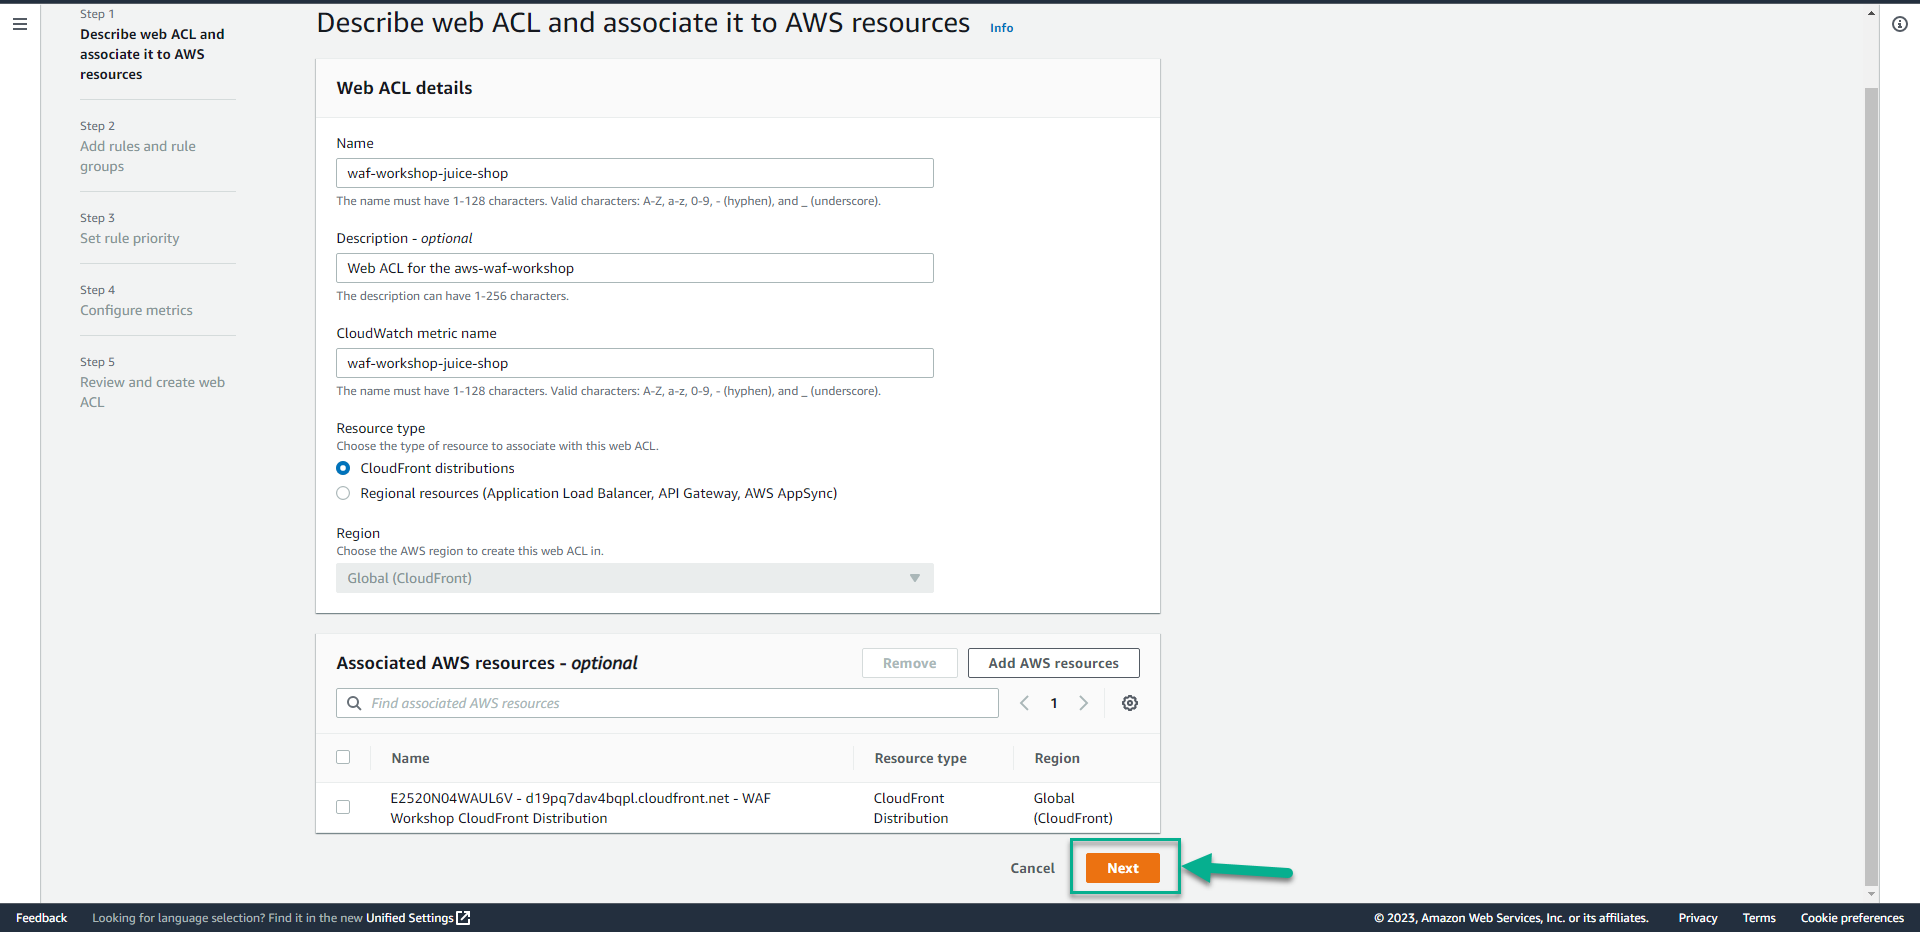 Step 1
Describe web ACL and
associate it to AWS
resources
Step 2
Add rules and rule
groups
Step 3
Set rule priority
Step 4
Configure metrics
Step 5
Review and create web
ACL
Describe web ACL and associate it to AWS resources Info
Web ACL details
Name
waf-workshop-juice-shop
The name must have 1-128 characters. Valid characters: A-Z, a-z, 0-9, - (hyphen), and _ (underscore).
Description - optional
Web ACL for the aws-waf-workshop
The description can have 1-256 characters.
CloudWatch metric name
waf-workshop-juice-shop
The name must have 1-128 characters. Valid characters: A-Z, a-z, 0-9, - (hyphen), and _ (underscore).
Resource type
Choose the type of resource to associate with this web ACL.
CloudFront distributions
Regional resources (Application Load Balancer, API Gateway, AWS AppSync)
Region
Choose the AWS region to create this web ACL in.
Global (CloudFront)
Associated AWS resources - optional Remove Add AWS resources
Find associated AWS resources 1
Name Resource type Region
E2520N04WAUL6V - d19pq7dav4bqpl.cloudfront.net - WAF CloudFront Global
Workshop CloudFront Distribution Distribution (CloudFront)
Cancel Next
Feedback Looking for language selection? Find it in the new Unified Settings © 2023, Amazon Web Services, Inc. or its affiliates. Privacy Terms Cookie preferences